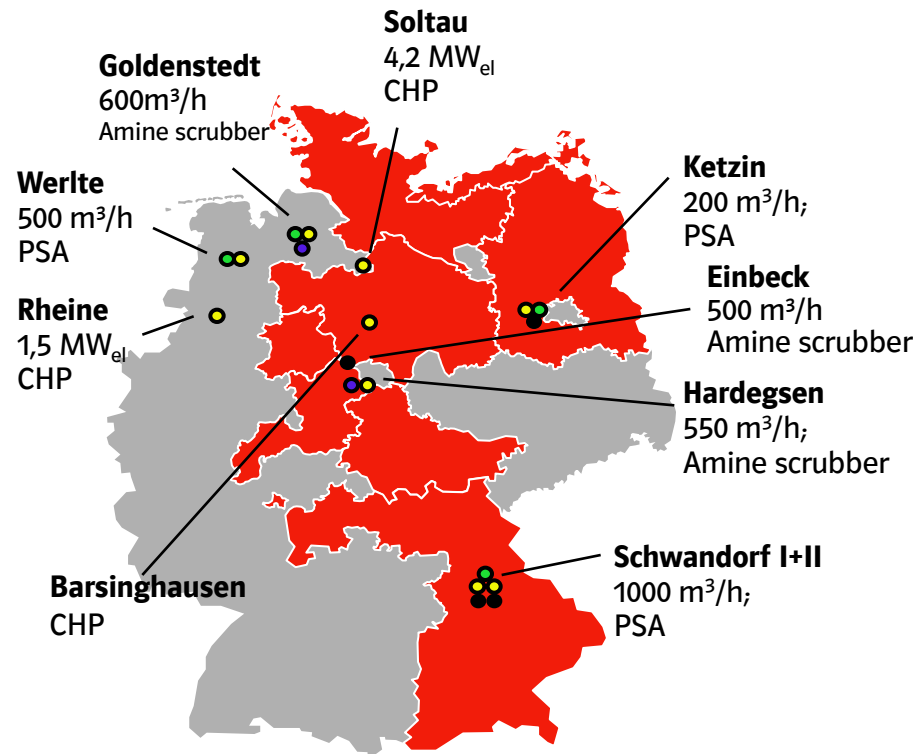 Soltau
4,2 MWel
CHP
Goldenstedt
600m³/h
Amine scrubber
Werlte
500 m³/h
PSA
Rheine
1,5 MWel
CHP
Barsinghausen
CHP
Ketzin
200 m³/h;
PSA
Einbeck
500 m³/h
Amine scrubber
Hardegsen
550 m³/h;
Amine scrubber
Schwandorf I+II
1000 m³/h;
PSA